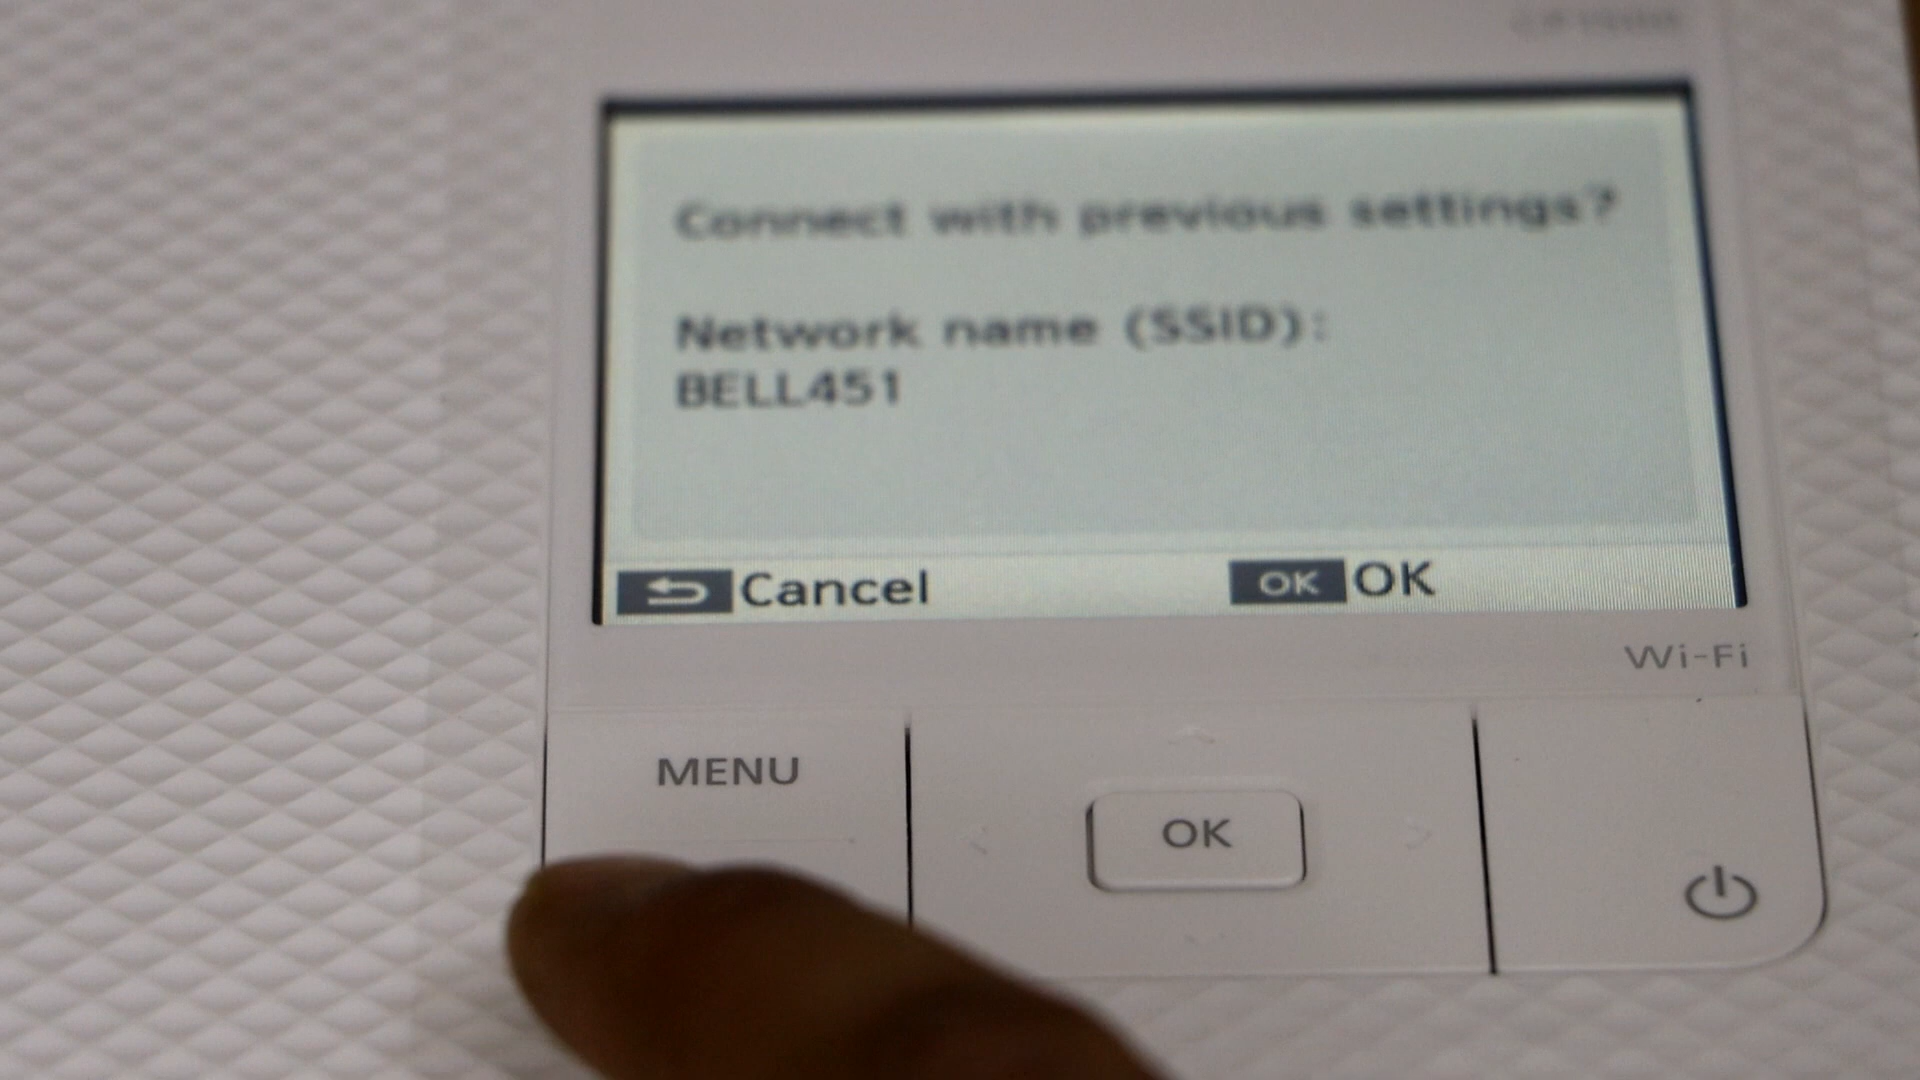 Connect with previous settings?
Network name (SSID):
BELL451
Cancel
OK OK
Wi-Fi
MENU
OK